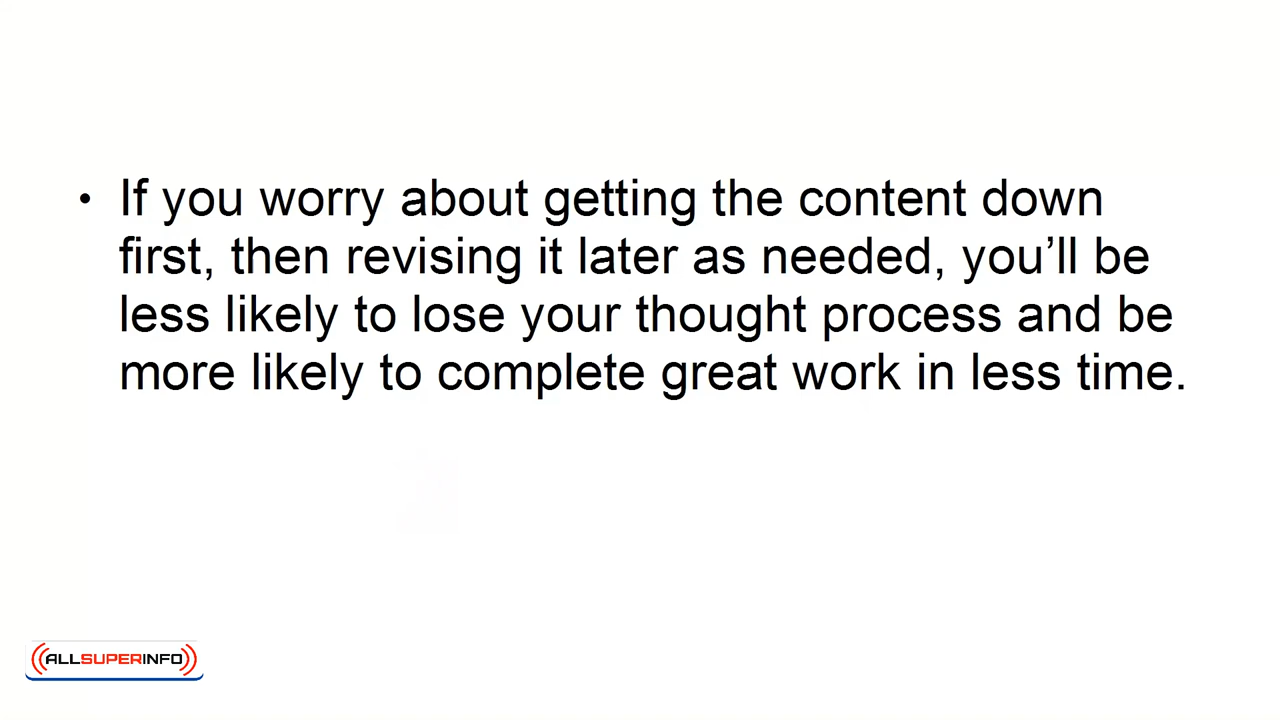 • If you worry about getting the content down
first, then revising it later as needed, you’ll be
less likely to lose your thought process and be
more likely to complete great work in less time.
ALLSUPERINFO